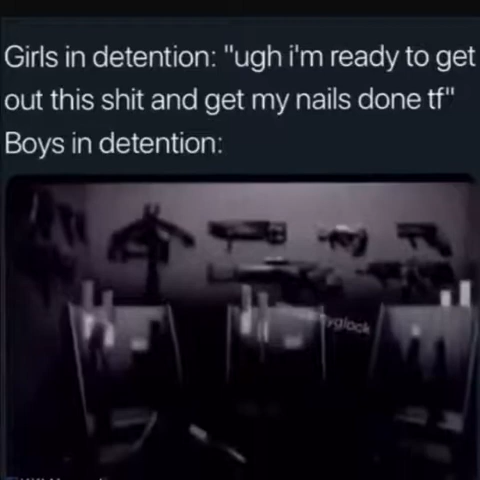 Girls in detention: "ugh i'm ready to get
out this shit and get my nails done tf"
Boys in detention: